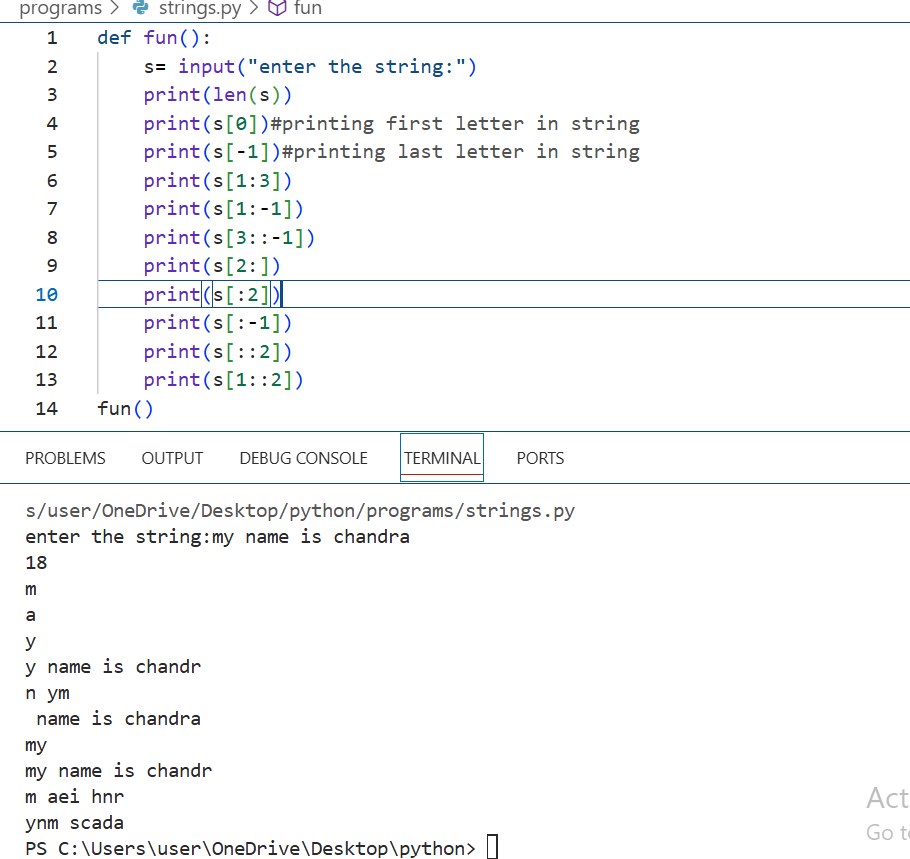 programs > strings.py > fun
1 def fun():
2     s= input("enter the string:")
3     print(len(s))
4     print(s[0])#printing first letter in string
5     print(s[-1])#printing last letter in string
6     print(s[1:3])
7     print(s[1:-1])
8     print(s[3::-1])
9     print(s[2:])
10     print(s[:2])
11     print(s[:-1])
12     print(s[::2])
13     print(s[1::2])
14 fun()
PROBLEMS OUTPUT DEBUG CONSOLE TERMINAL PORTS
s/user/OneDrive/Desktop/python/programs/strings.py
enter the string:my name is chandra
18
m
a
y
y name is chandr
n ym
 name is chandra
my
my name is chandr
m aei hnr
ynm scada
Act
Go to
PS C:\Users\user\OneDrive\Desktop\python>